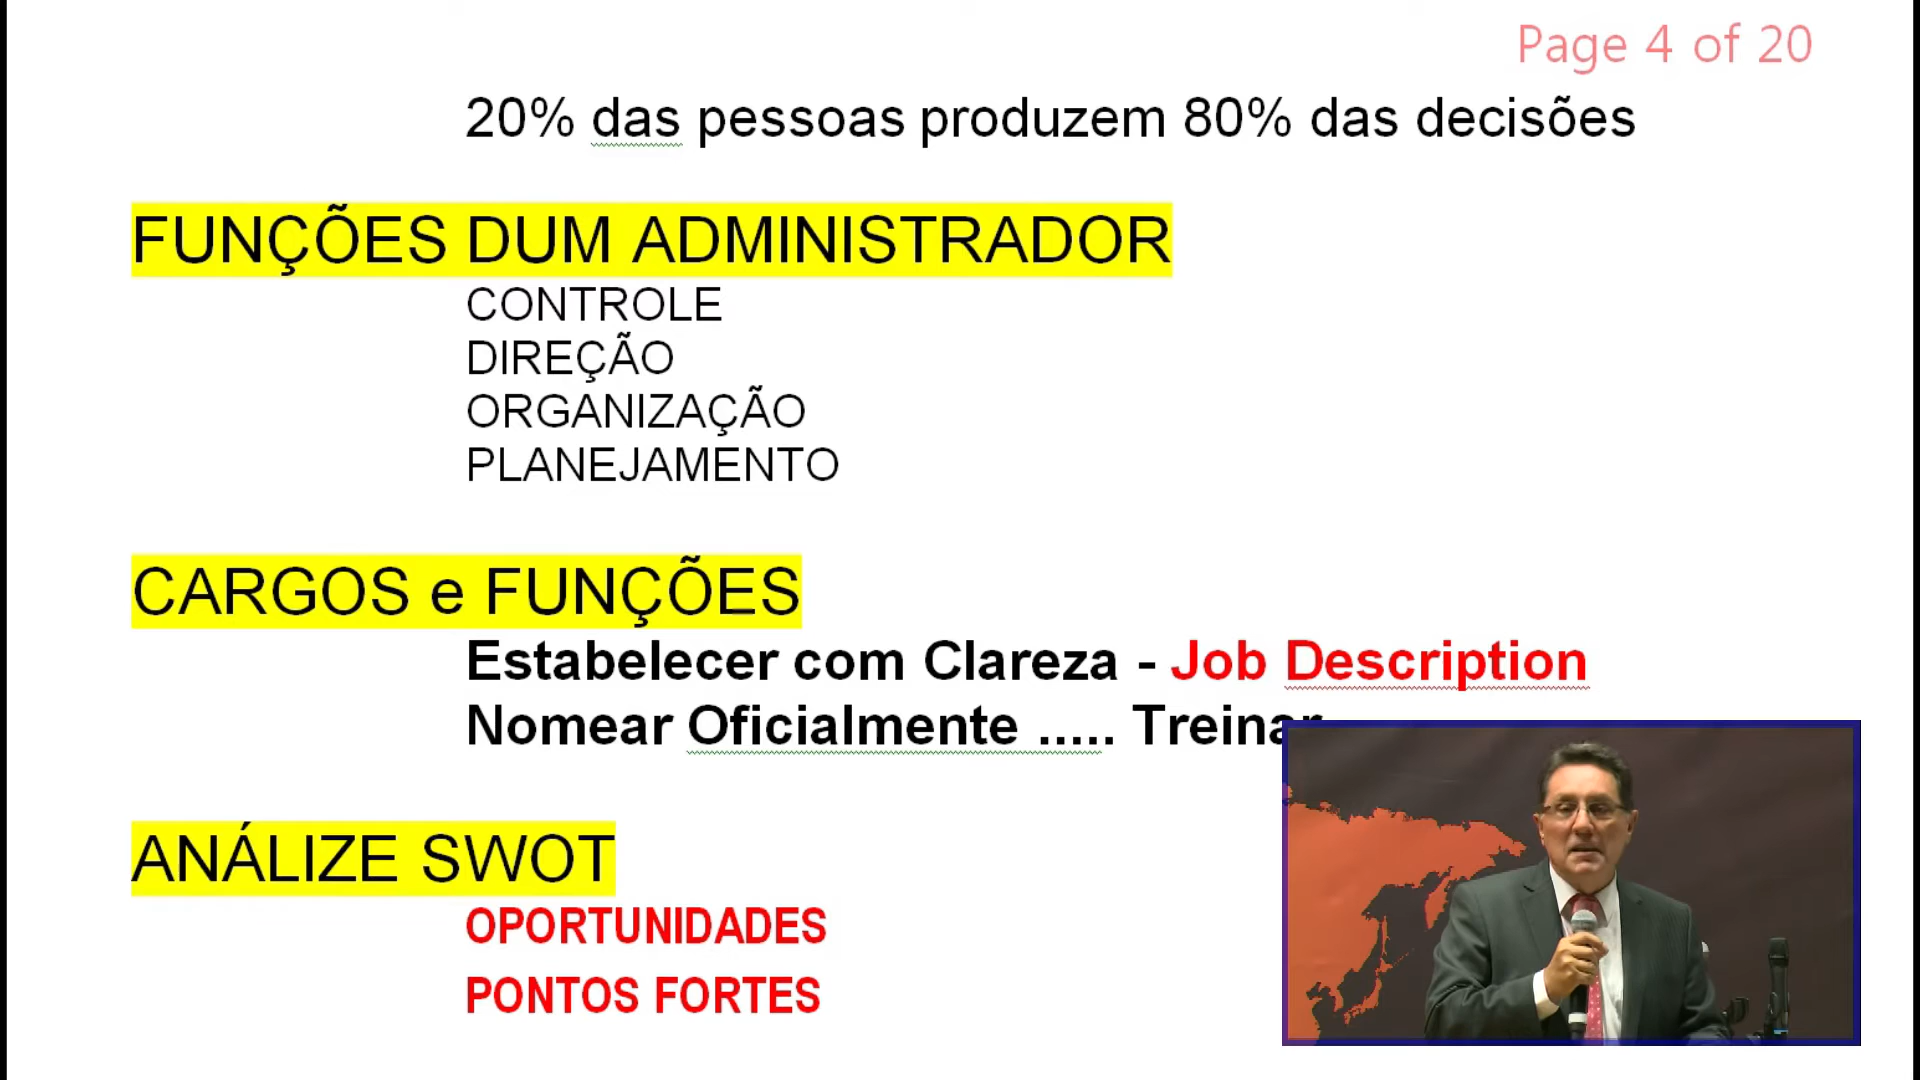 Page 4 of 20
20% das pessoas produzem 80% das decisões
FUNÇÕES DUM ADMINISTRADOR
CONTROLE
DIREÇÃO
ORGANIZAÇÃO
PLANEJAMENTO
CARGOS e FUNÇÕES
Estabelecer com Clareza - Job Description
Nomear Oficialmente ..... Treinar
ANÁLIZE SWOT
OPORTUNIDADES
PONTOS FORTES